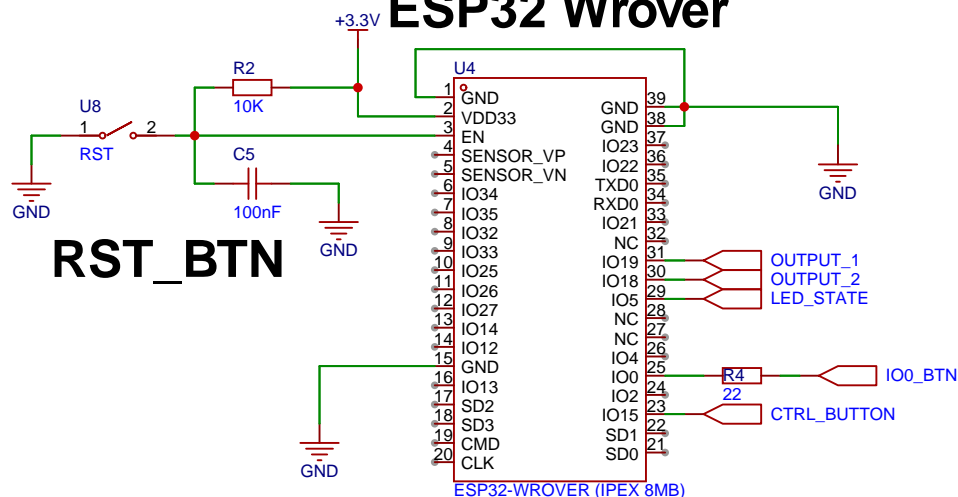 ESP32 Wrover
+3.3V
R2
10K
U8
1
2
RST
C5
100nF
GND
GND
RST_BTN
U4
1 GND
2 VDD33
3 EN
4 SENSOR_VP
5 SENSOR_VN
6 IO34
7 IO35
8 IO32
9 IO33
10 IO25
11 IO26
12 IO27
13 IO14
14 IO12
15 GND
16 IO13
17 SD2
18 SD3
19 CMD
20 CLK
GND
GND 39
GND 38
IO23 37
IO22 36
TXD0 35
RXD0 34
IO21 33
NC 32
IO19 31
IO18 30
IO5 29
NC 28
NC 27
IO4 26
IO0 25
IO2 24
IO15 23
SD1 22
SD0 21
GND
OUTPUT_1
OUTPUT_2
LED_STATE
R4
22
IO0_BTN
CTRL_BUTTON
ESP32-WROVER (IPEX 8MB)